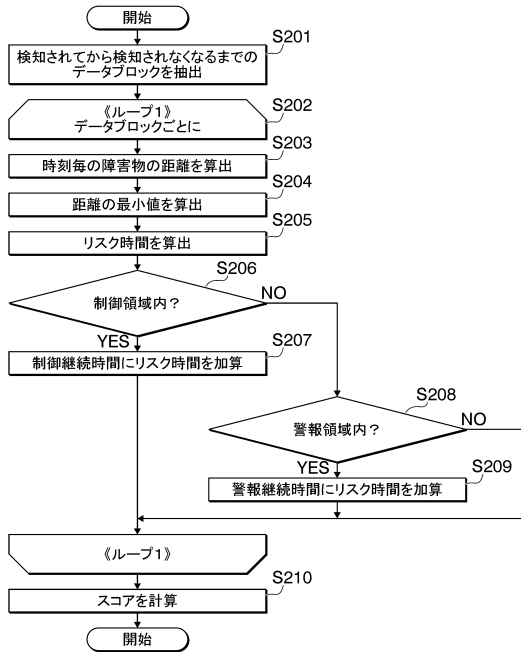 開始
S201
検知されてから検知されなくなるまでの
データブロックを抽出
S202
《ループ1》
データブロックごとに
S203
時刻毎の障害物の距離を算出
S204
距離の最小値を算出
S205
リスク時間を算出
S206
制御領域内?
NO
YES
S207
制御継続時間にリスク時間を加算
S208
警報領域内?
NO
YES
S209
警報継続時間にリスク時間を加算
《ループ1》
S210
スコアを計算
開始